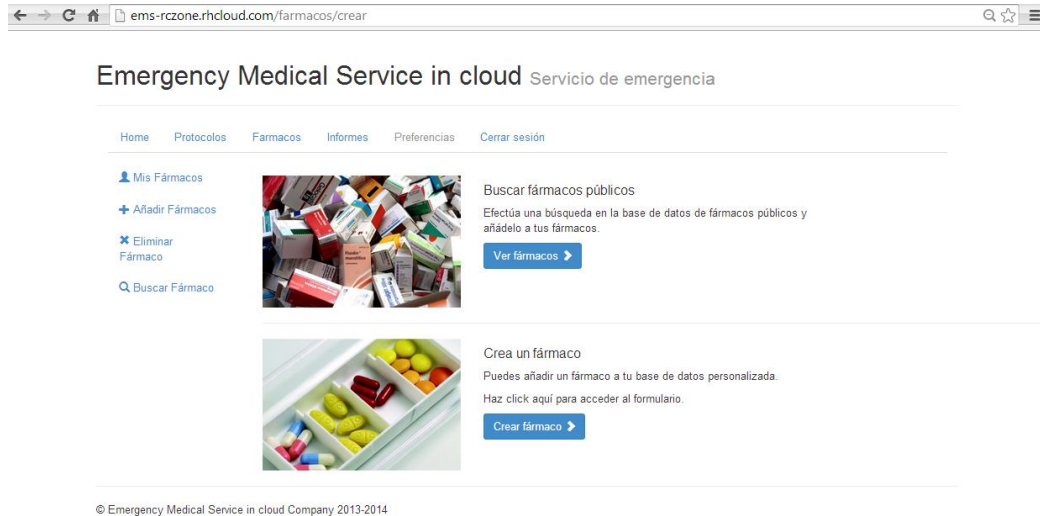 ems-rczone.rhcloud.com/farmacos/crear
Emergency Medical Service in cloud Servicio de emergencia
Home Protocolos Farmacos Informes Preferencias Cerrar sesión
Mis Fármacos
Añadir Fármacos
Eliminar
Fármaco
Buscar Fármaco
Buscar fármacos públicos
Efectúa una búsqueda en la base de datos de fármacos públicos y
añádelo a tus fármacos.
Ver fármacos
Crea un fármaco
Puedes añadir un fármaco a tu base de datos personalizada.
Haz click aquí para acceder al formulario.
Crear fármaco
© Emergency Medical Service in cloud Company 2013-2014